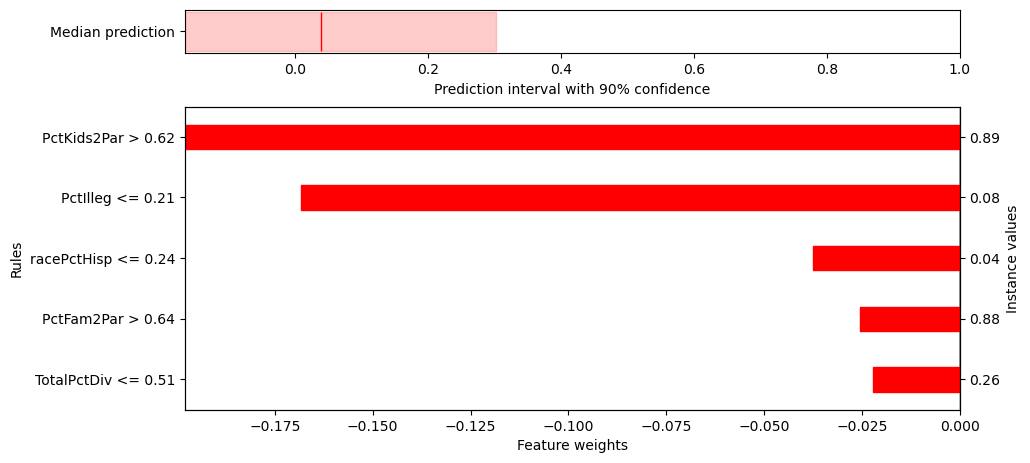 Median prediction
0.0 0.2 0.4 0.6 0.8 1.0
Prediction interval with 90% confidence
PctKids2Par > 0.62 0.89
PctIlleg <= 0.21 0.08
racePctHisp <= 0.24 0.04
PctFam2Par > 0.64 0.88
TotalPctDiv <= 0.51 0.26
Rules
Instance values
−0.175 −0.150 −0.125 −0.100 −0.075 −0.050 −0.025 0.000
Feature weights